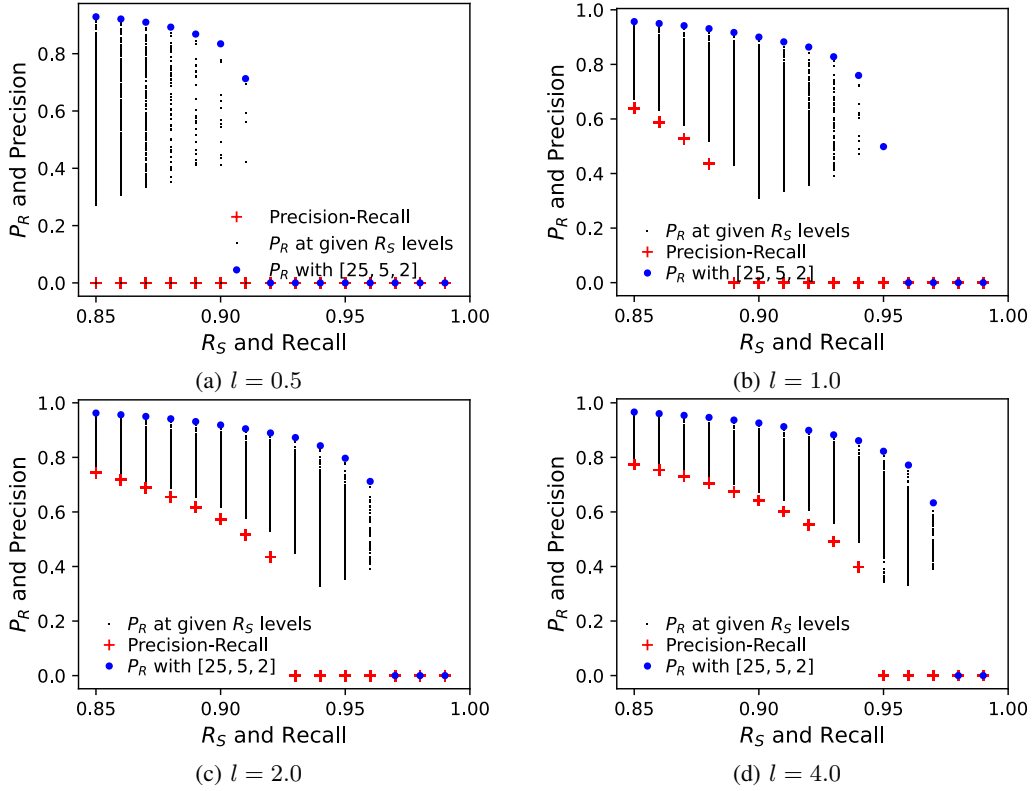 0.8
0.6
0.4
0.2
0.0
P_R and Precision
Precision-Recall
P_R at given R_S levels
P_R with [25, 5, 2]
0.85
0.90
0.95
1.00
R_S and Recall
(a) l = 0.5
1.0
0.8
0.6
0.4
0.2
0.0
P_R and Precision
P_R at given R_S levels
Precision-Recall
P_R with [25, 5, 2]
0.85
0.90
0.95
1.00
R_S and Recall
(b) l = 1.0
1.0
0.8
0.6
0.4
0.2
0.0
P_R and Precision
P_R at given R_S levels
Precision-Recall
P_R with [25, 5, 2]
0.85
0.90
0.95
1.00
R_S and Recall
(c) l = 2.0
1.0
0.8
0.6
0.4
0.2
0.0
P_R and Precision
P_R at given R_S levels
Precision-Recall
P_R with [25, 5, 2]
0.85
0.90
0.95
1.00
R_S and Recall
(d) l = 4.0